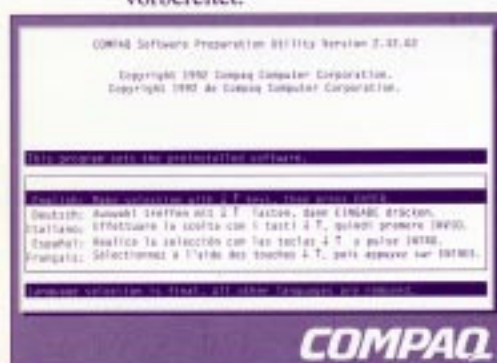 vorbereitet.
COMPAQ Software Preparation Utility Version 2.32.02
Copyright 1992 Compaq Computer Corporation.
Copyright 1992 de Compaq Computer Corporation.
This program sets the preinstalled software.
English: Make selection with ↓ ↑ keys, then press ENTER.
Deutsch: Auswahl treffen mit ↓ ↑ Tasten, dann EINGABE drücken.
Italiano: Effettuare la scelta con i tasti ↓ ↑, quindi premere INVIO.
Español: Realice la selección con las teclas ↓ ↑ y pulse INTRO.
Français: Sélectionnez à l'aide des touches ↓ ↑, puis appuyez sur ENTREE.
Language selection is final, all other languages are removed.
COMPAQ